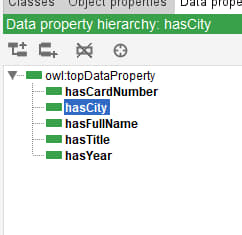 Classes Object properties Data prope
Data property hierarchy: hasCity
owl:topDataProperty
hasCardNumber
hasCity
hasFullName
hasTitle
hasYear